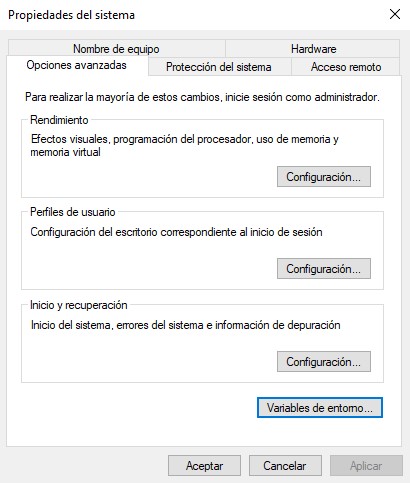 Propiedades del sistema
Nombre de equipo
Hardware
Opciones avanzadas
Protección del sistema
Acceso remoto
Para realizar la mayoría de estos cambios, inicie sesión como administrador.
Rendimiento
Efectos visuales, programación del procesador, uso de memoria y
memoria virtual
Configuración...
Perfiles de usuario
Configuración del escritorio correspondiente al inicio de sesión
Configuración...
Inicio y recuperación
Inicio del sistema, errores del sistema e información de depuración
Configuración...
Variables de entorno...
Aceptar
Cancelar
Aplicar